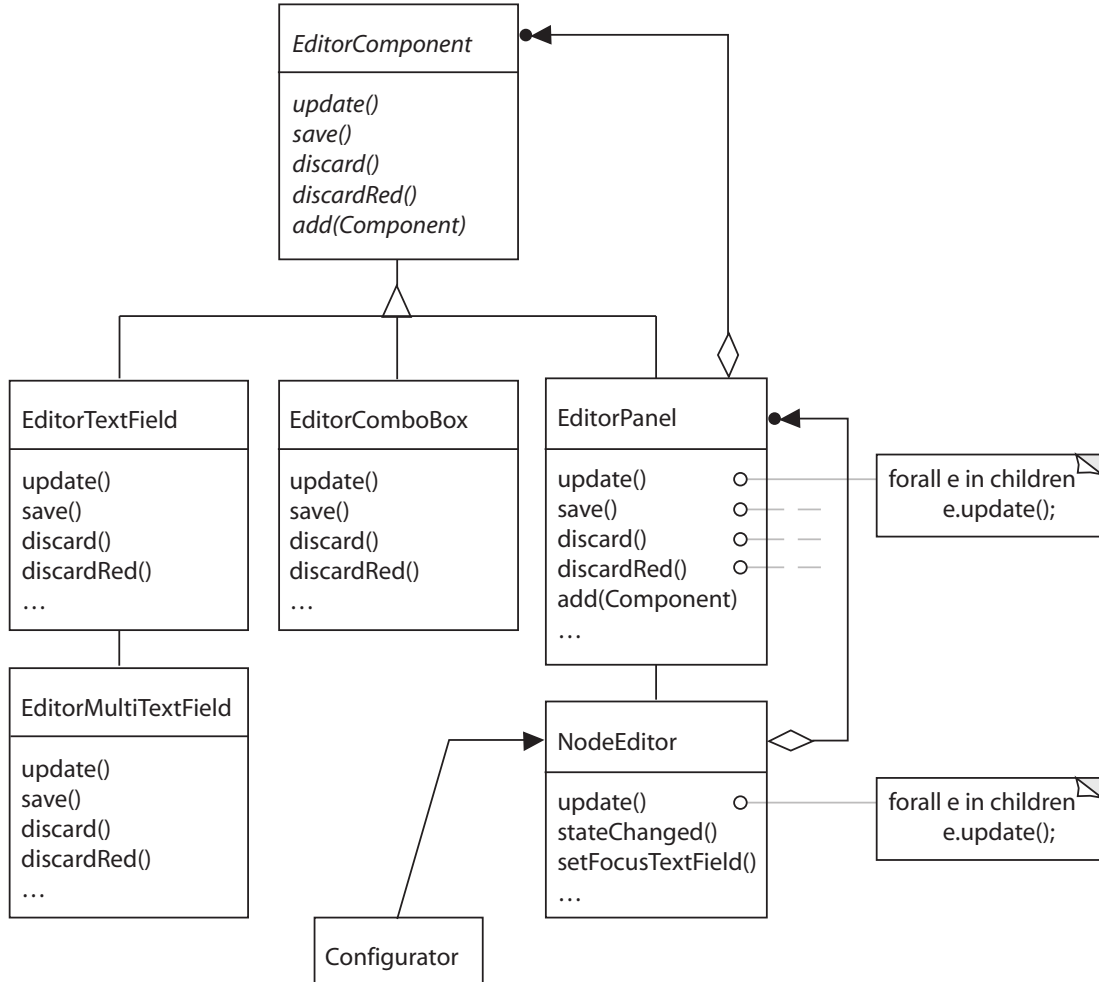 EditorComponent
update()
save()
discard()
discardRed()
add(Component)
EditorTextField
update()
save()
discard()
discardRed()
…
EditorComboBox
update()
save()
discard()
discardRed()
…
EditorPanel
update()
save()
discard()
discardRed()
add(Component)
…
forall e in children
e.update();
EditorMultiTextField
update()
save()
discard()
discardRed()
…
NodeEditor
update()
stateChanged()
setFocusTextField()
…
forall e in children
e.update();
Configurator